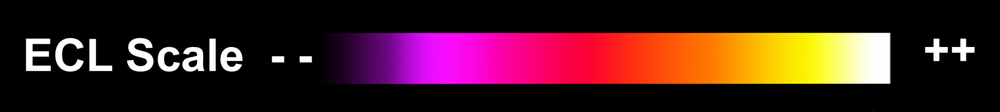 ECL Scale - - ++